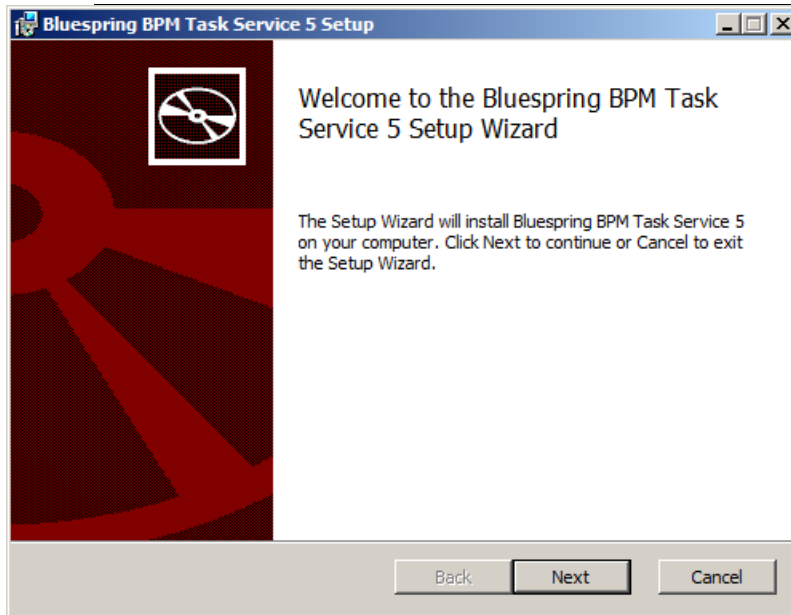 Bluespring BPM Task Service 5 Setup
Welcome to the Bluespring BPM Task
Service 5 Setup Wizard
The Setup Wizard will install Bluespring BPM Task Service 5
on your computer. Click Next to continue or Cancel to exit
the Setup Wizard.
Back Next Cancel